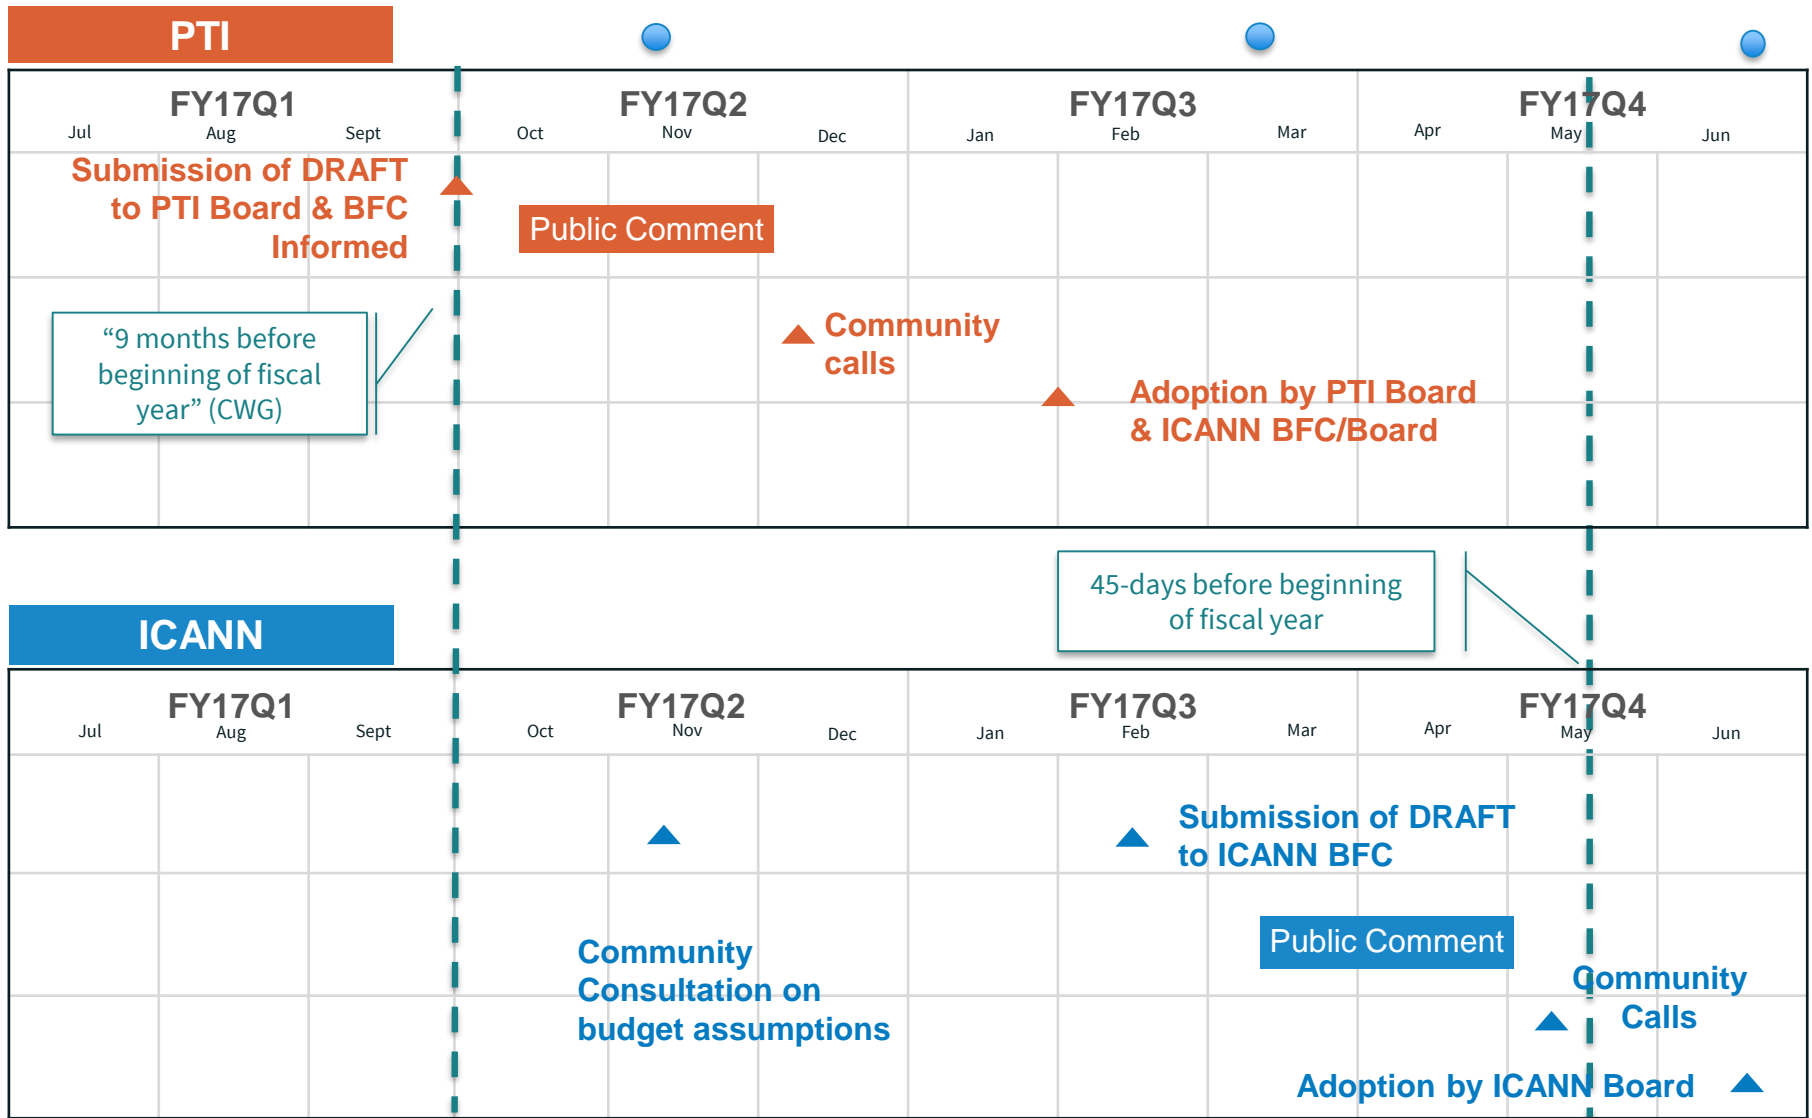 PTI
FY17Q1
FY17Q2
FY17Q3
FY17Q4
Jul
Aug
Sept
Oct
Nov
Dec
Jan
Feb
Mar
Apr
May
Jun
Submission of DRAFT
to PTI Board & BFC
Informed
Public Comment
“9 months before
beginning of fiscal
year” (CWG)
Community
calls
Adoption by PTI Board
& ICANN BFC/Board
45-days before beginning
of fiscal year
ICANN
FY17Q1
FY17Q2
FY17Q3
FY17Q4
Jul
Aug
Sept
Oct
Nov
Dec
Jan
Feb
Mar
Apr
May
Jun
Submission of DRAFT
to ICANN BFC
Community
Consultation on
budget assumptions
Public Comment
Community
Calls
Adoption by ICANN Board